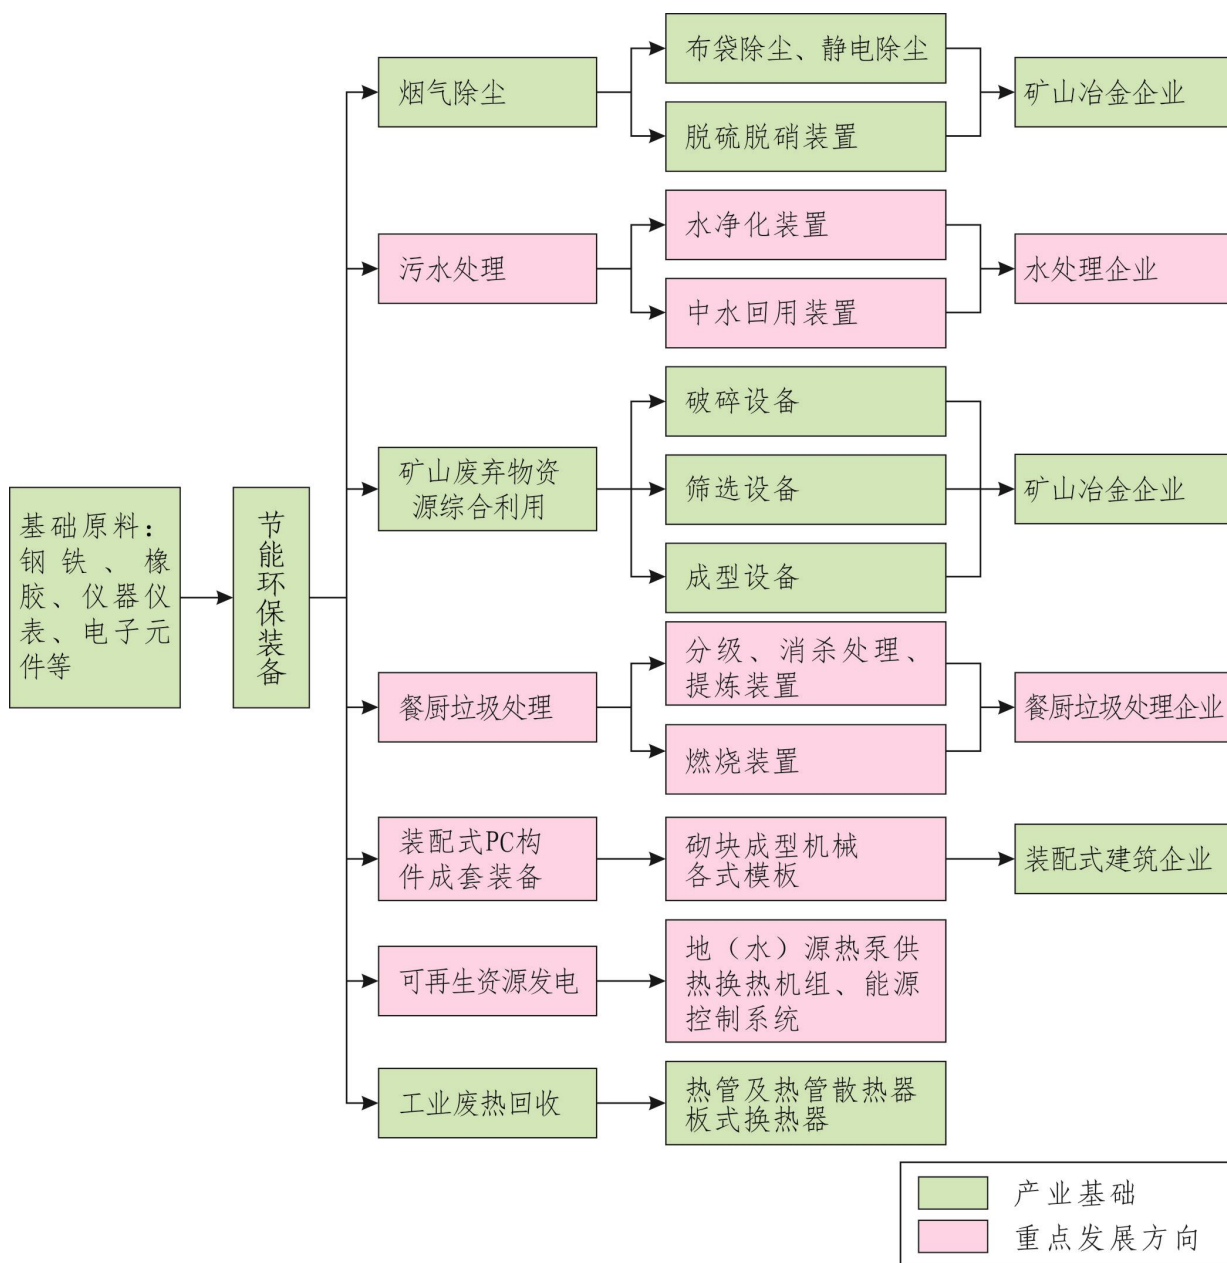 基础原料：
钢铁、橡
胶、仪器仪
表、电子元
件等
节能环保装备
烟气除尘
布袋除尘、静电除尘
脱硫脱硝装置
矿山冶金企业
污水处理
水净化装置
中水回用装置
水处理企业
矿山废弃物资
源综合利用
破碎设备
筛选设备
成型设备
矿山冶金企业
餐厨垃圾处理
分级、消杀处理、
提炼装置
燃烧装置
餐厨垃圾处理企业
装配式PC构
件成套装备
砌块成型机械
各式模板
装配式建筑企业
可再生资源发电
地（水）源热泵供
热换热机组、能源
控制系统
工业废热回收
热管及热管散热器
板式换热器
产业基础
重点发展方向